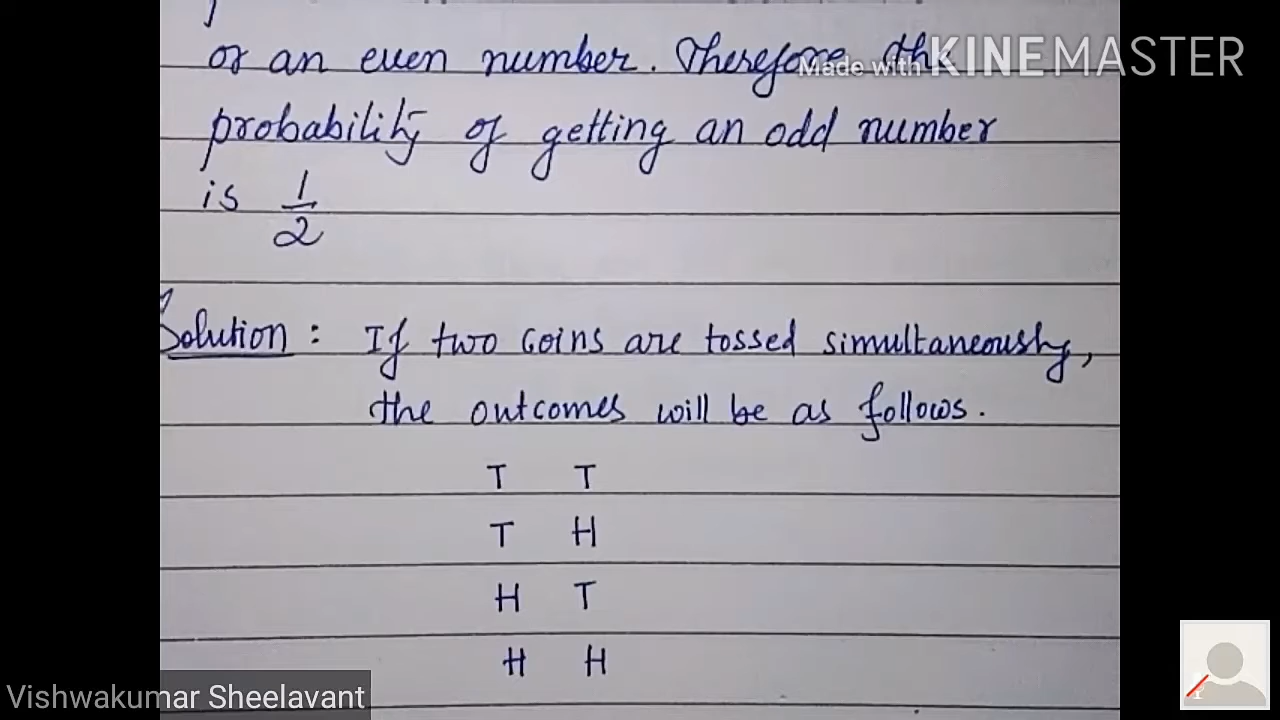 or an even number. Therefore the
Made with KINEMASTER
probability of getting an odd number
is 1/2
Solution : If two coins are tossed simultaneously,
the outcomes will be as follows.
T T
T H
H T
H H
Vishwakumar Sheelavant